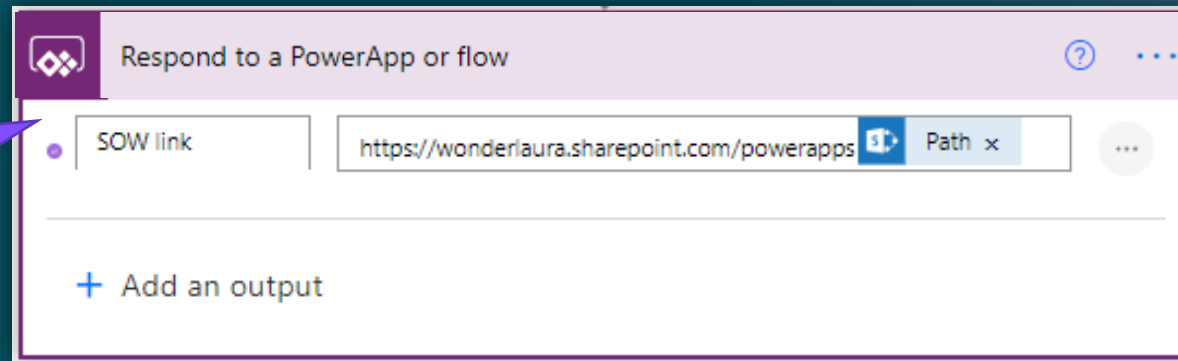 Respond to a PowerApp or flow
SOW link
https://wonderlaura.sharepoint.com/powerapps Path ×
+ Add an output